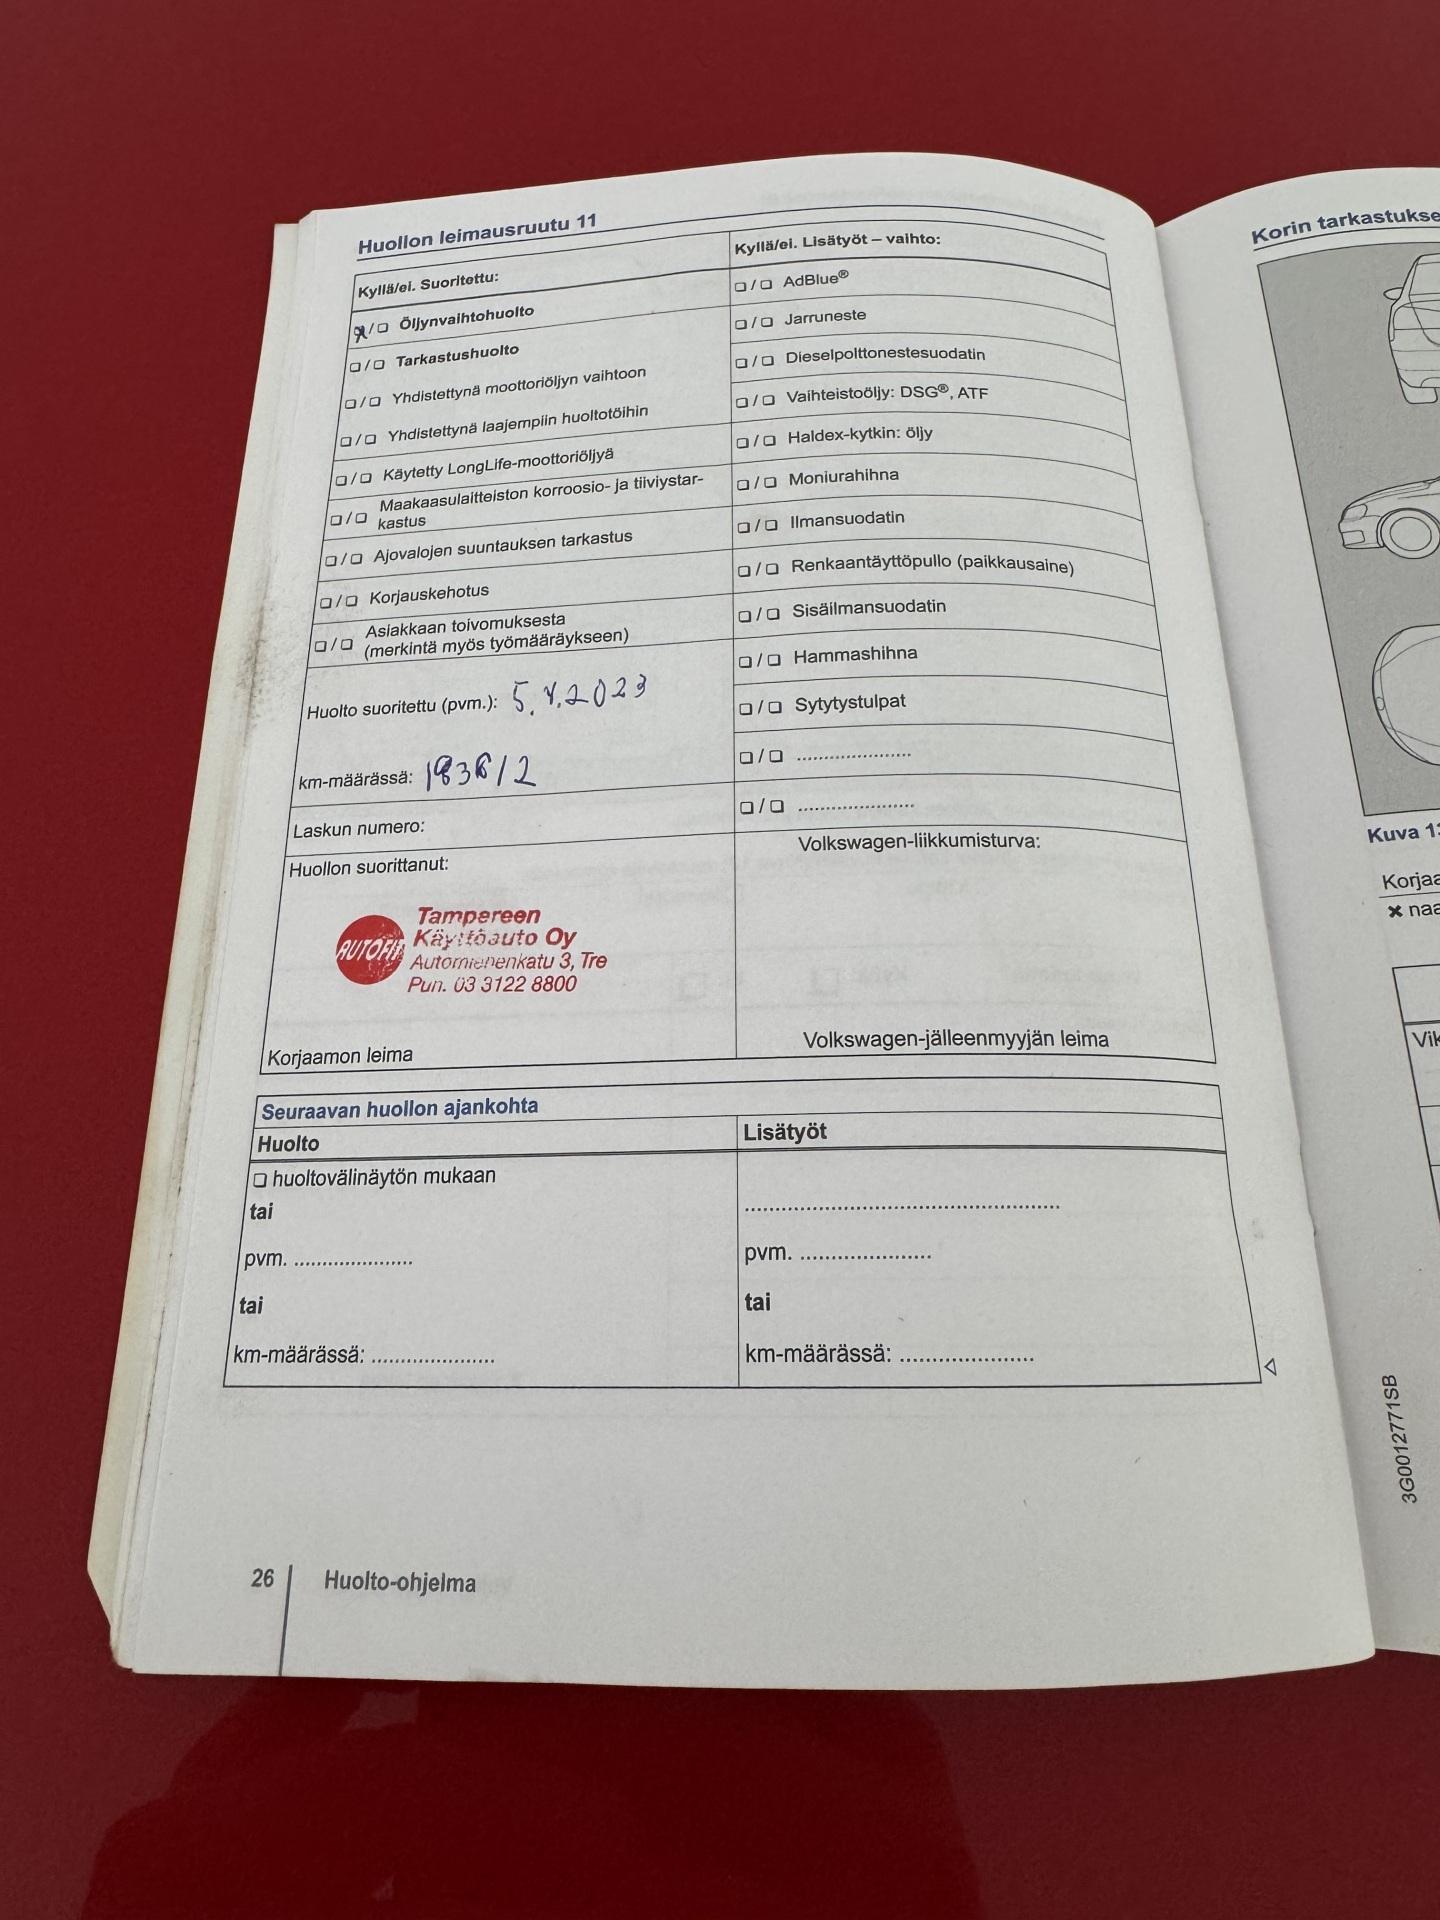 Huollon leimausruutu 11
Kyllä/ei. Suoritettu:
❏/❏ Öljynvaihtohuolto
❏/❏ Tarkastushuolto
❏/❏ Yhdistettynä moottoriöljyn vaihtoon
❏/❏ Yhdistettynä laajempiin huoltotöihin
❏/❏ Käytetty LongLife-moottoriöljyä
❏/❏ Maakaasulaitteiston korroosio- ja tiiviystar-
kastus
❏/❏ Ajovalojen suuntauksen tarkastus
❏/❏ Korjauskehotus
❏/❏ Asiakkaan toivomuksesta
(merkintä myös työmääräykseen)
Huolto suoritettu (pvm.): 5. 2023
km-määrässä:
Laskun numero:
Huollon suorittanut:
AUTOFIT
Tampereen
Käyttöauto Oy
Automiehenkatu 3, Tre
Puh. 03 3122 8800
Korjaamon leima
Kyllä/ei. Lisätyöt – vaihto:
❏/❏ AdBlue®
❏/❏ Jarruneste
❏/❏ Dieselpolttonestesuodatin
❏/❏ Vaihteistoöljy: DSG®, ATF
❏/❏ Haldex-kytkin: öljy
❏/❏ Moniurahihna
❏/❏ Ilmansuodatin
❏/❏ Renkaantäyttöpullo (paikkausaine)
❏/❏ Sisäilmansuodatin
❏/❏ Hammashihna
❏/❏ Sytytystulpat
❏/❏ .....................
❏/❏ .....................
Volkswagen-liikkumisturva:
Volkswagen-jälleenmyyjän leima
Seuraavan huollon ajankohta
Huolto
❏ huoltovälinäytön mukaan
tai
pvm. .....................
tai
km-määrässä: .....................
Lisätyöt
.....................................................
pvm. ......................
tai
km-määrässä: ......................
26 Huolto-ohjelma
Korin tarkastukse
Kuva 1
Korjaa
✖ naa
Vik
3G0012771SB